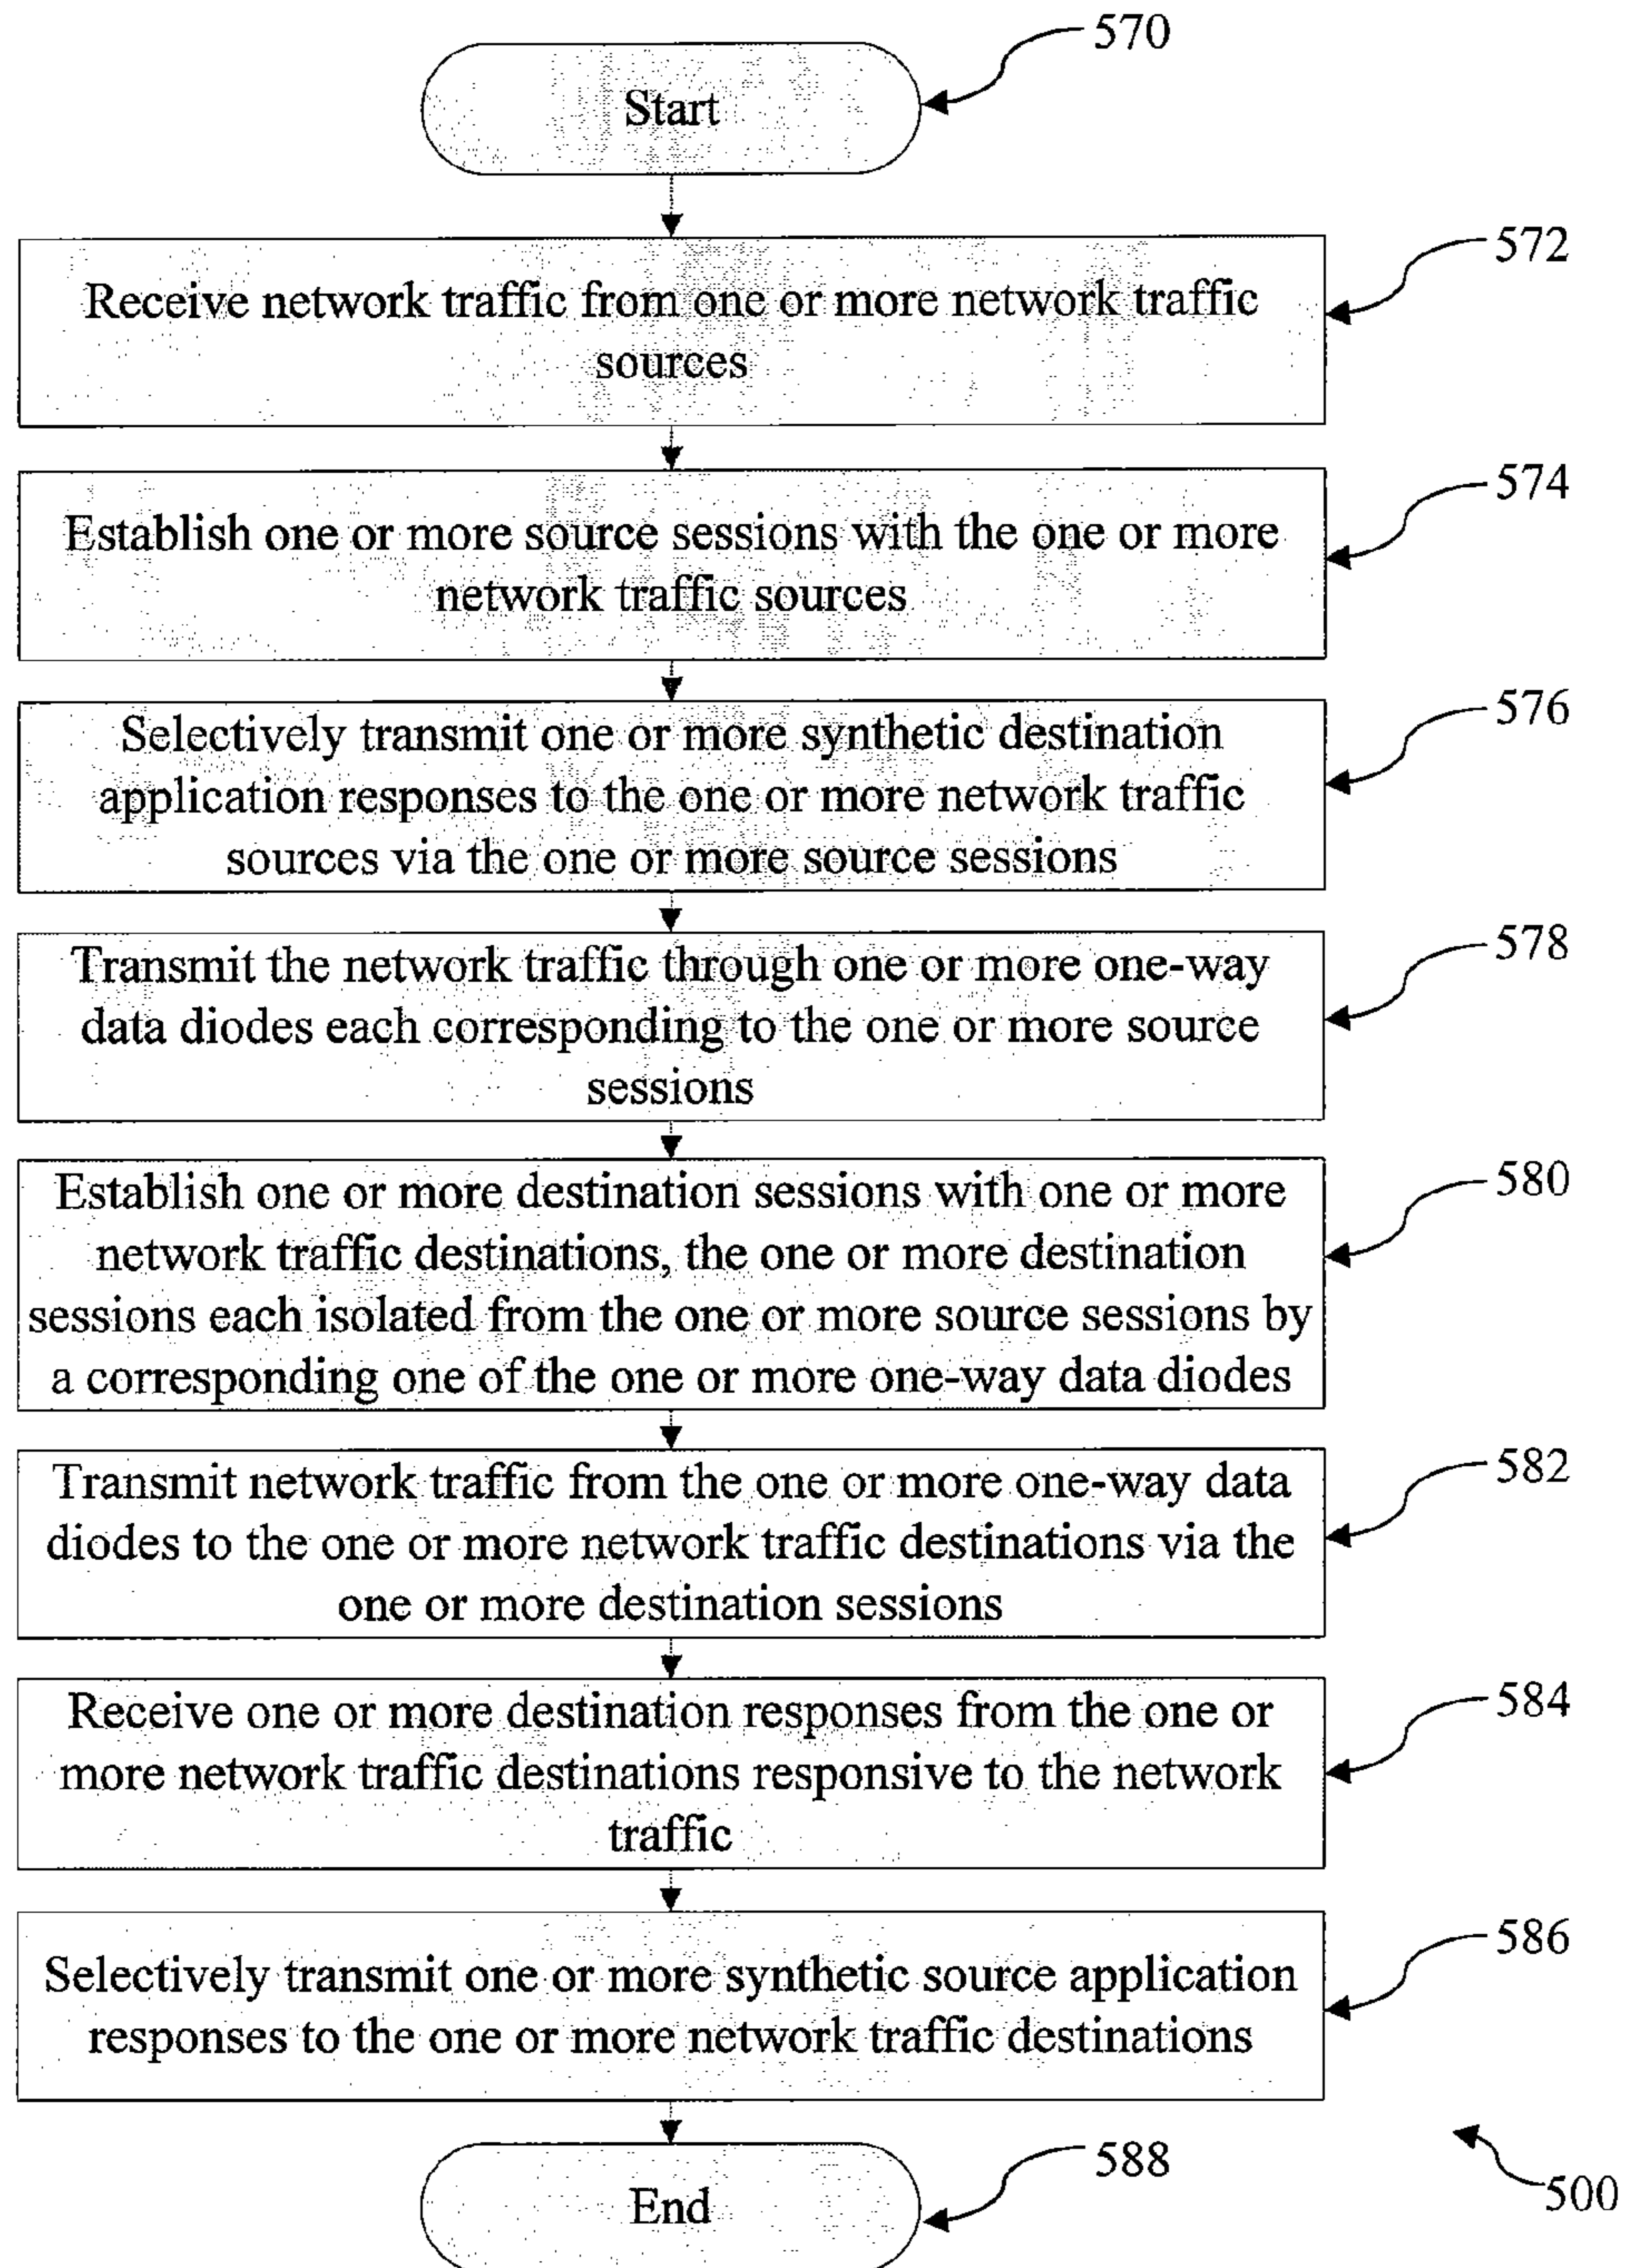 570
Start
572
Receive network traffic from one or more network traffic
sources
574
Establish one or more source sessions with the one or more
network traffic sources
576
Selectively transmit one or more synthetic destination
application responses to the one or more network traffic
sources via the one or more source sessions
578
Transmit the network traffic through one or more one-way
data diodes each corresponding to the one or more source
sessions
580
Establish one or more destination sessions with one or more
network traffic destinations, the one or more destination
sessions each isolated from the one or more source sessions by
a corresponding one of the one or more one-way data diodes
582
Transmit network traffic from the one or more one-way data
diodes to the one or more network traffic destinations via the
one or more destination sessions
584
Receive one or more destination responses from the one or
more network traffic destinations responsive to the network
traffic
586
Selectively transmit one or more synthetic source application
responses to the one or more network traffic destinations
588
End
500